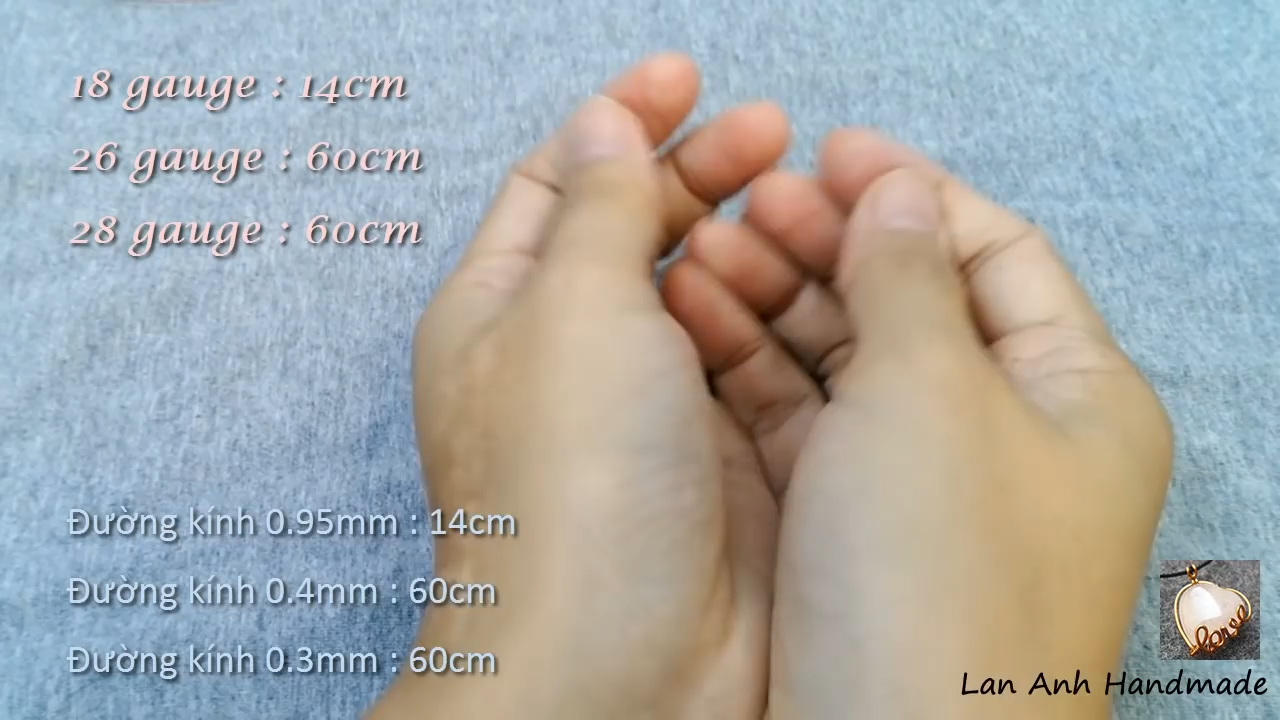 18 gauge : 14cm
26 gauge : 60cm
28 gauge : 60cm
Đường kính 0.95mm : 14cm
Đường kính 0.4mm : 60cm
Đường kính 0.3mm : 60cm
love
Lan Anh Handmade